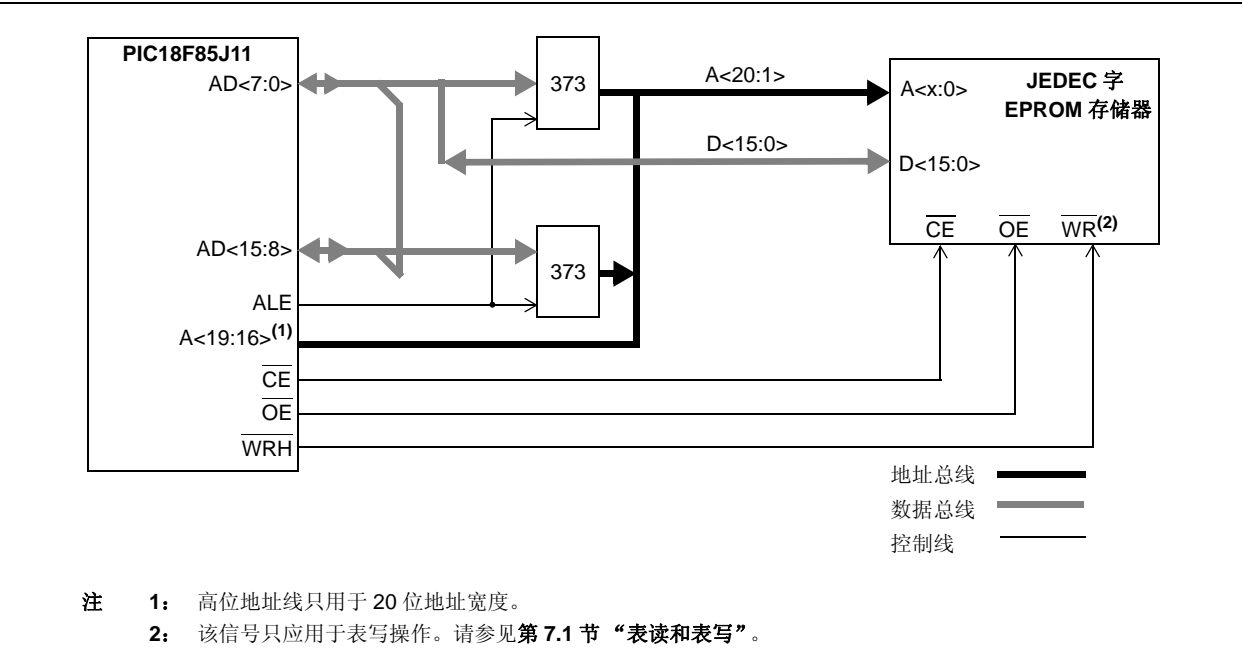 PIC18F85J11
AD<7:0>
373
A<20:1>
A<x:0>
JEDEC 字
EPROM 存储器
D<15:0>
D<15:0>
CE
OE
WR(2)
AD<15:8>
373
ALE
A<19:16>(1)
CE
OE
WRH
地址总线
数据总线
控制线
注 1： 高位地址线只用于 20 位地址宽度。
2： 该信号只应用于表写操作。请参见第 7.1 节 “表读和表写”。